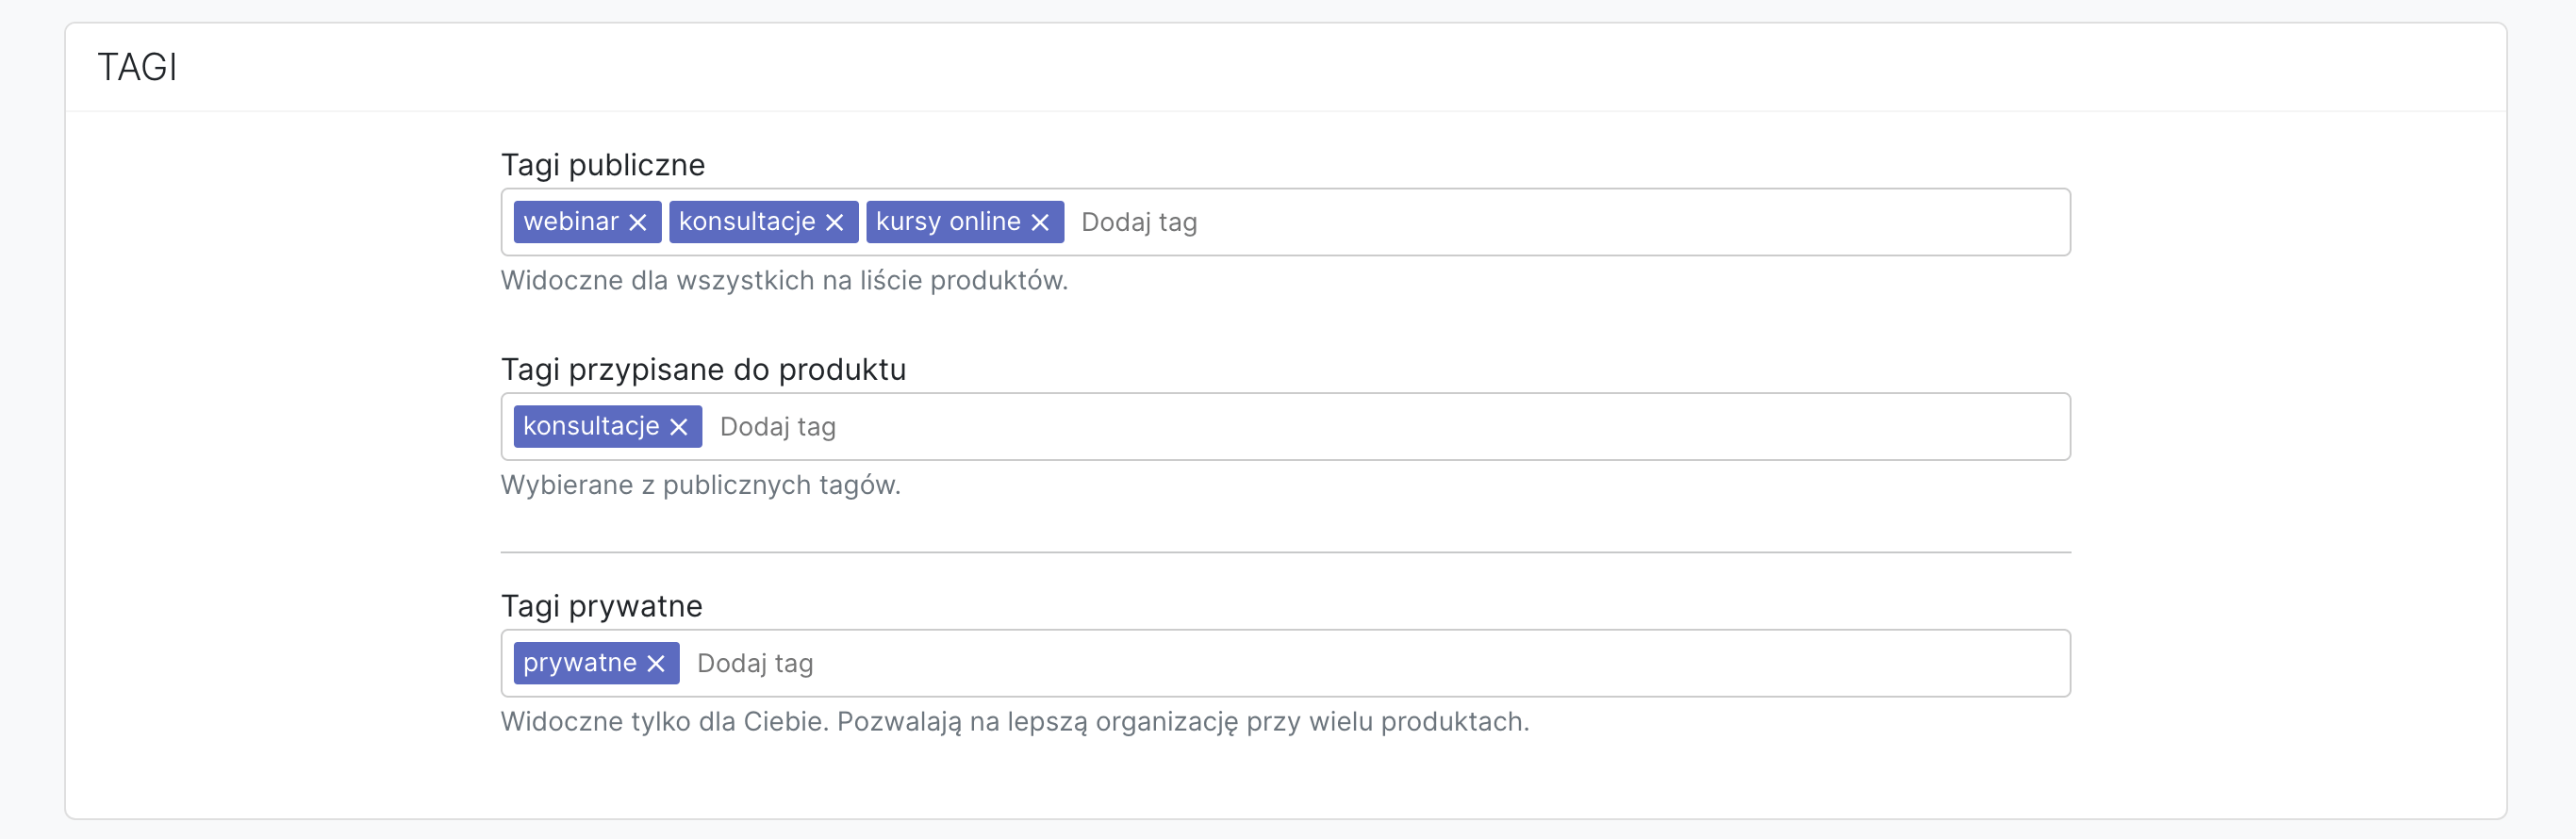 TAGI
Tagi publiczne
webinar × konsultacje × kursy online × Dodaj tag
Widoczne dla wszystkich na liście produktów.
Tagi przypisane do produktu
konsultacje × Dodaj tag
Wybierane z publicznych tagów.
Tagi prywatne
prywatne × Dodaj tag
Widoczne tylko dla Ciebie. Pozwalają na lepszą organizację przy wielu produktach.